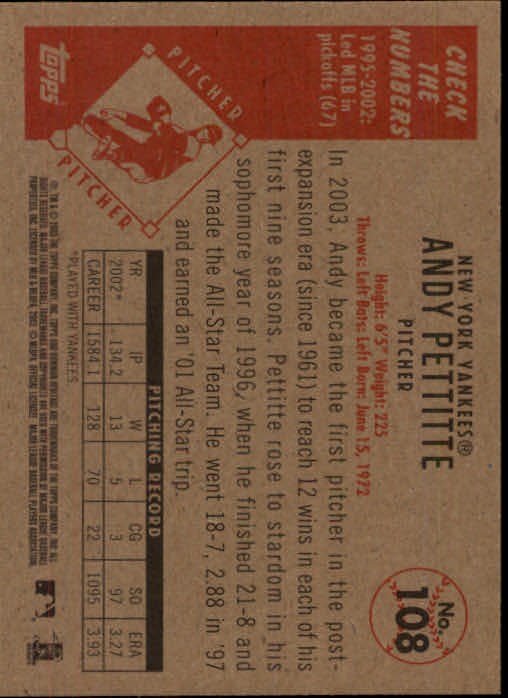 No.
108
NEW YORK YANKEES®
ANDY PETTITTE
PITCHER
Height: 6'5" Weight: 225
Throws: Left Bats: Left Born: June 15, 1972
CHECK
THE
NUMBERS
1995-2002:
Led MLB in
pickoffs (67)
PITCHER
PITCHER
TOPPS
In 2003, Andy became the first pitcher in the post-
expansion era (since 1961) to reach 12 wins in each of his
first nine seasons. Pettitte rose to stardom in his
sophomore year of 1996, when he finished 21-8 and
made the All-Star Team. He went 18-7, 2.88 in '97
and earned an '01 All-Star trip.
PITCHING RECORD
YR IP W L CG SO ERA
2002* 134.2 13 5 3 97 3.27
CAREER 1584.1 128 70 22 1095 3.93
*PLAYED WITH YANKEES.